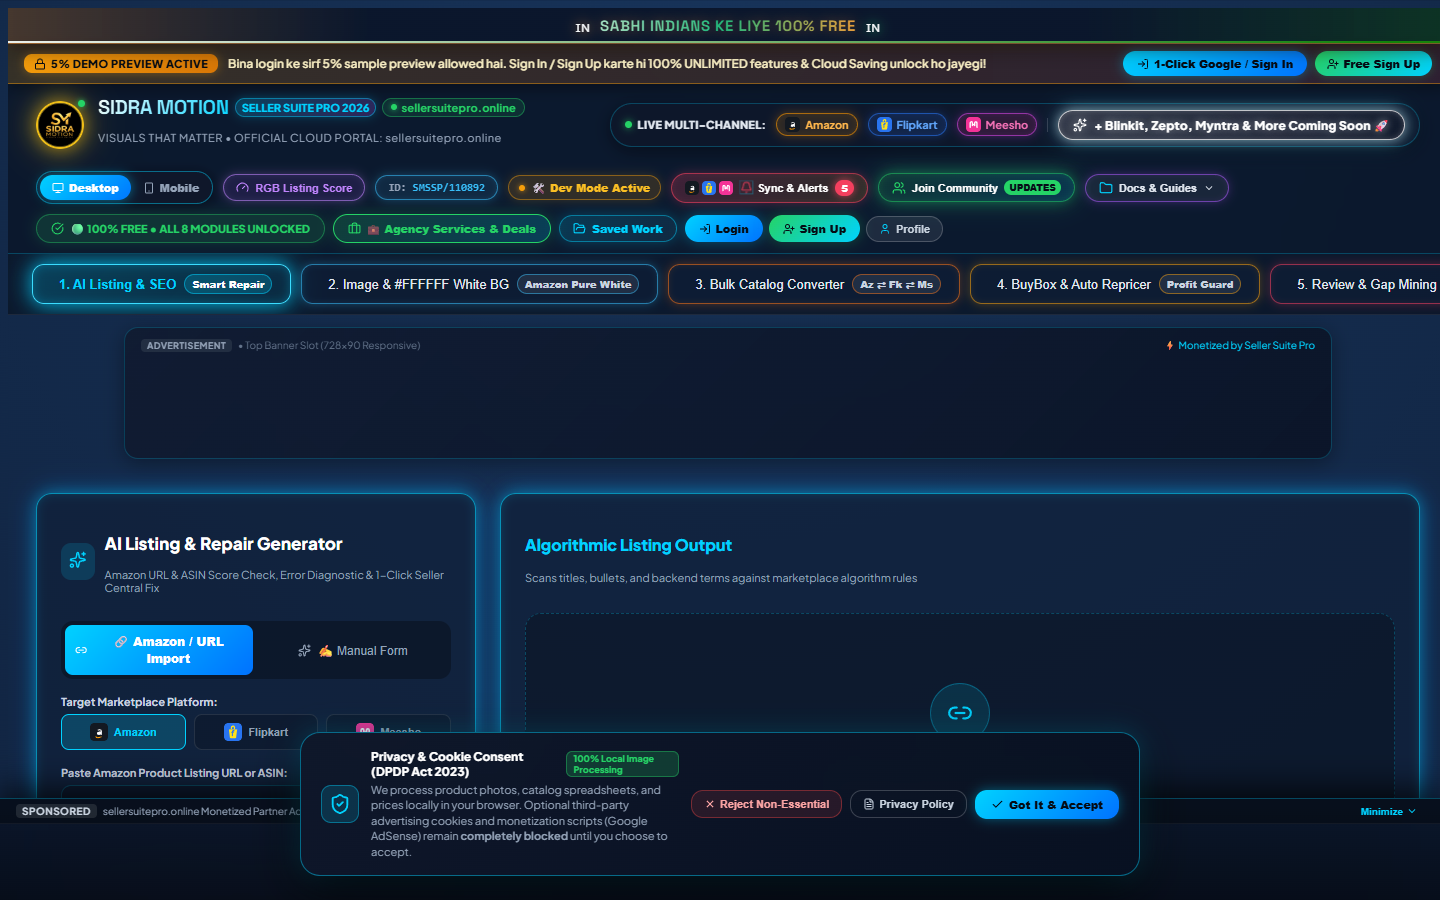 IN SABHI INDIANS KE LIYE 100% FREE IN
5% DEMO PREVIEW ACTIVE Bina login ke sirf 5% sample preview allowed hai. Sign In / Sign Up karte hi 100% UNLIMITED features & Cloud Saving unlock ho jayegi! 1-Click Google / Sign In Free Sign Up
SM SIDRA MOTION
SIDRA MOTION SELLER SUITE PRO 2026 sellersuitepro.online
VISUALS THAT MATTER • OFFICIAL CLOUD PORTAL: sellersuitepro.online
LIVE MULTI-CHANNEL: Amazon Flipkart Meesho + Blinkit, Zepto, Myntra & More Coming Soon 🚀
Desktop Mobile RGB Listing Score ID: SMSSP/110892 🛠 Dev Mode Active Sync & Alerts 5 Join Community UPDATES Docs & Guides
100% FREE • ALL 8 MODULES UNLOCKED 💼 Agency Services & Deals Saved Work Login Sign Up Profile
1. AI Listing & SEO Smart Repair 2. Image & #FFFFFF White BG Amazon Pure White 3. Bulk Catalog Converter Az ⇄ Fk ⇄ Ms 4. BuyBox & Auto Repricer Profit Guard 5. Review & Gap Mining
ADVERTISEMENT • Top Banner Slot (728×90 Responsive) Monetized by Seller Suite Pro
AI Listing & Repair Generator
Amazon URL & ASIN Score Check, Error Diagnostic & 1-Click Seller
Central Fix
🔗 Amazon / URL
Import
✍️ Manual Form
Target Marketplace Platform:
Amazon Flipkart Meesho
Paste Amazon Product Listing URL or ASIN:
Algorithmic Listing Output
Scans titles, bullets, and backend terms against marketplace algorithm rules
Privacy & Cookie Consent
(DPDP Act 2023)
100% Local Image
Processing
We process product photos, catalog spreadsheets, and
prices locally in your browser. Optional third-party
advertising cookies and monetization scripts (Google
AdSense) remain completely blocked until you choose to
accept.
Reject Non-Essential Privacy Policy Got It & Accept
SPONSORED sellersuitepro.online Monetized Partner Minimize